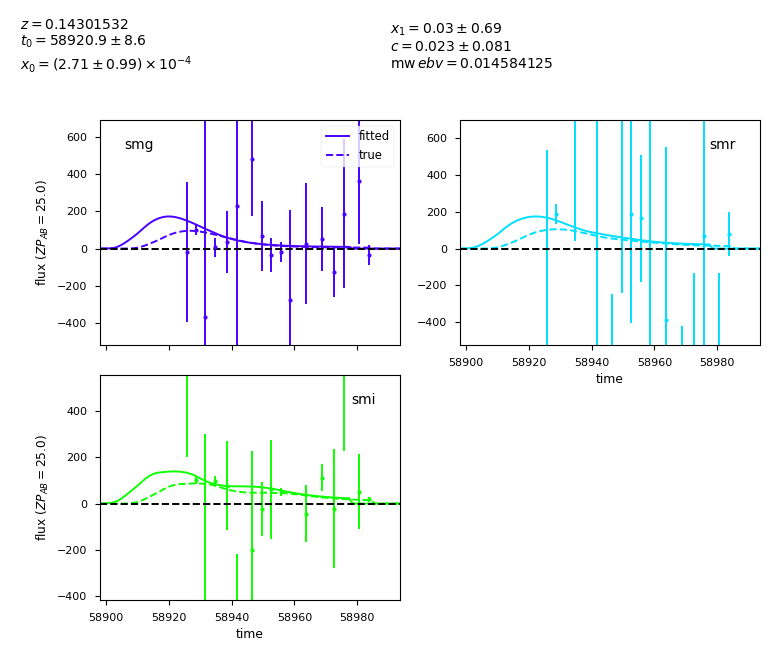 z = 0.14301532
t₀ = 58920.9 ± 8.6
x₀ = (2.71 ± 0.99) × 10⁻⁴
x₁ = 0.03 ± 0.69
c = 0.023 ± 0.081
mw ebv = 0.014584125
smg
fitted
true
600
400
200
0
−200
−400
flux (ZP_AB = 25.0)
smr
600
400
200
0
−200
−400
58900 58920 58940 58960 58980
time
smi
400
200
0
−200
−400
flux (ZP_AB = 25.0)
58900 58920 58940 58960 58980
time